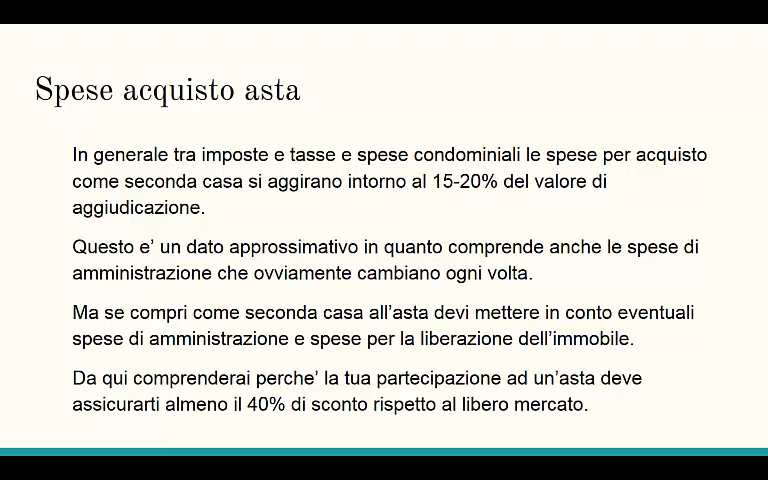 Spese acquisto asta
In generale tra imposte e tasse e spese condominiali le spese per acquisto
come seconda casa si aggirano intorno al 15-20% del valore di
aggiudicazione.
Questo e’ un dato approssimativo in quanto comprende anche le spese di
amministrazione che ovviamente cambiano ogni volta.
Ma se compri come seconda casa all’asta devi mettere in conto eventuali
spese di amministrazione e spese per la liberazione dell’immobile.
Da qui comprenderai perche’ la tua partecipazione ad un’asta deve
assicurarti almeno il 40% di sconto rispetto al libero mercato.